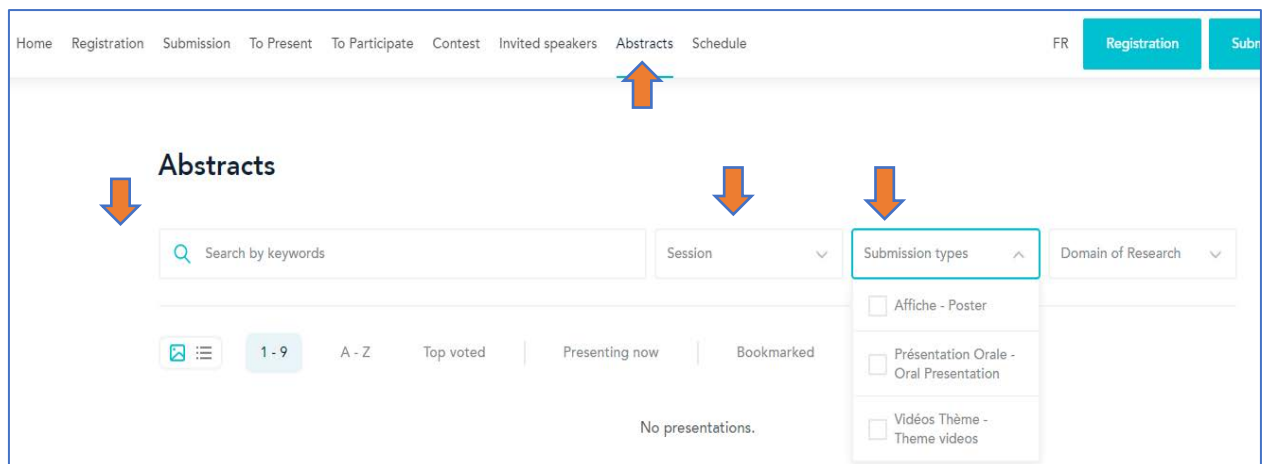 Home Registration Submission To Present To Participate Contest Invited speakers Abstracts Schedule FR Registration
Abstracts
Search by keywords Session Submission types Domain of Research
Affiche - Poster
1 - 9 A - Z Top voted Presenting now Bookmarked
Présentation Orale -
Oral Presentation
No presentations.
Vidéos Thème -
Theme videos